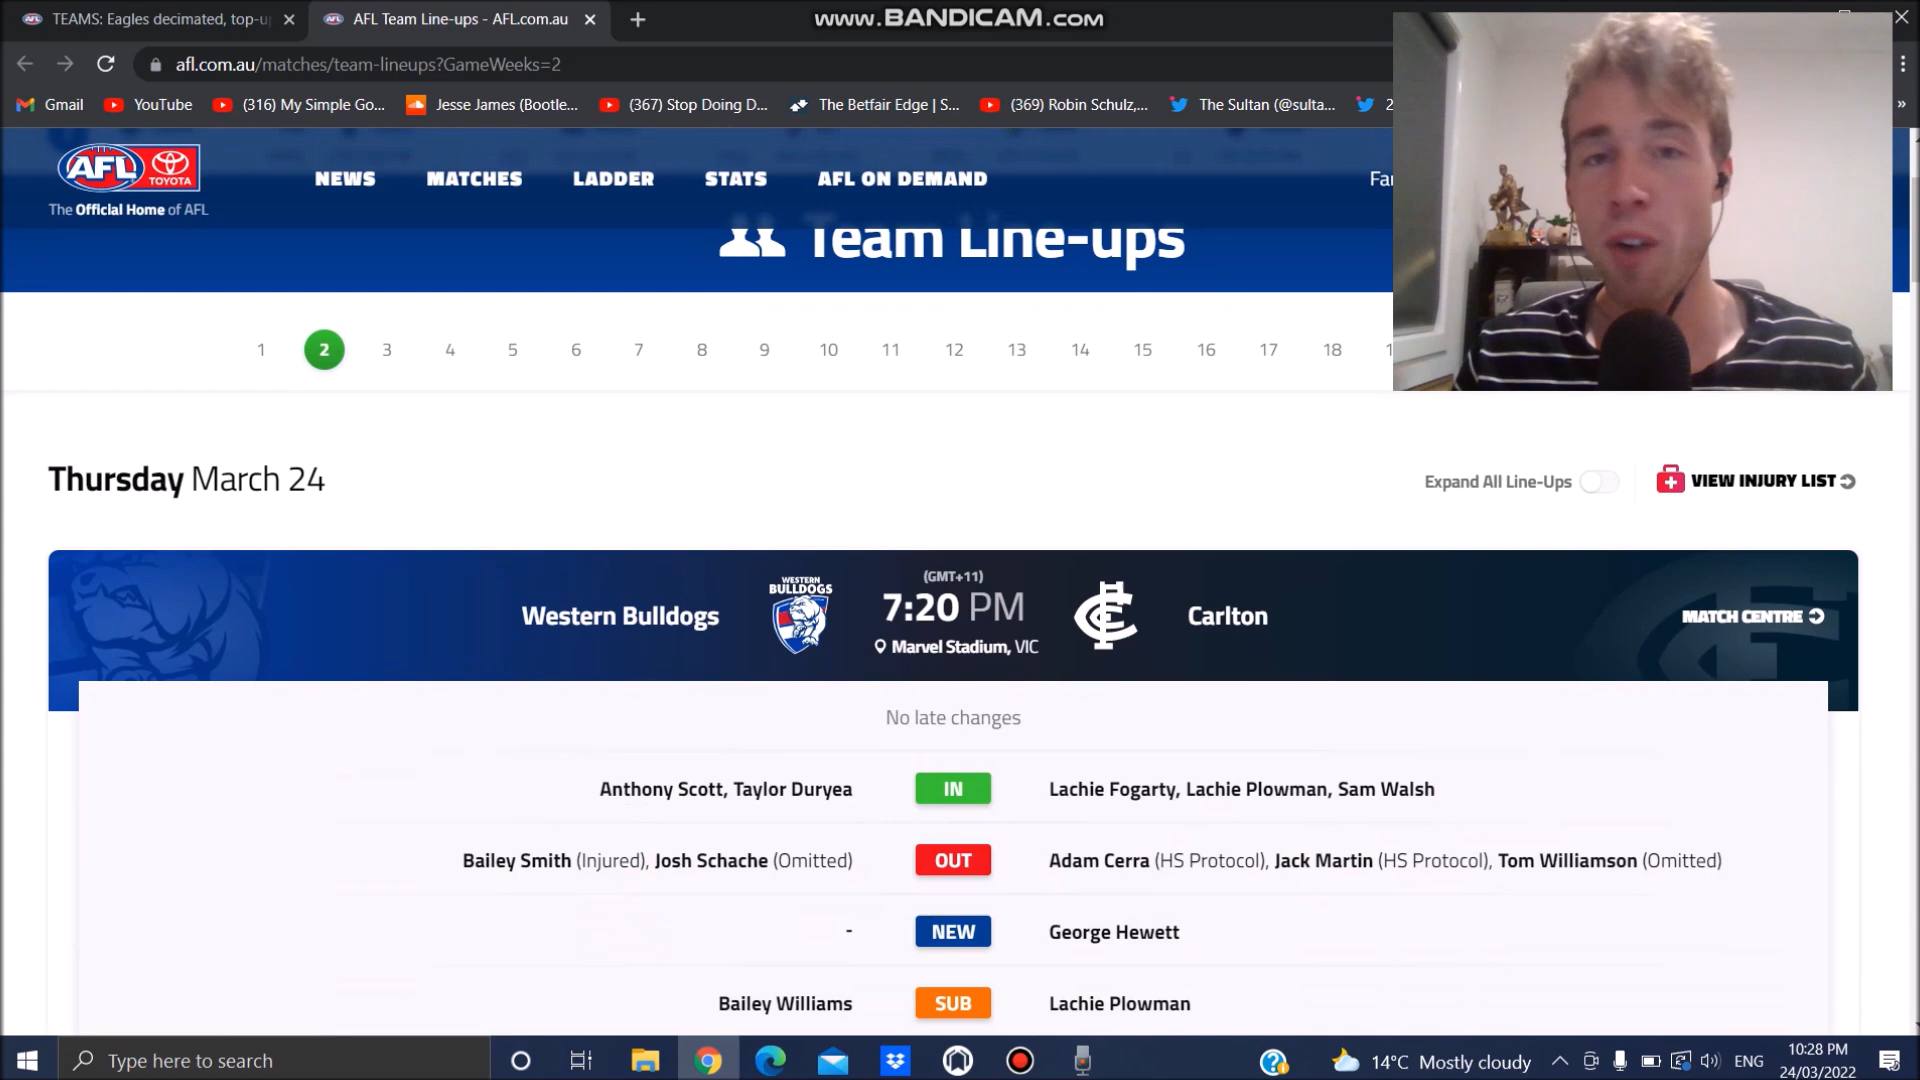 TEAMS: Eagles decimated, top-u
AFL Team Line-ups - AFL.com.au
www.BANDICAM.com
afl.com.au/matches/team-lineups?GameWeeks=2
Gmail
YouTube
(316) My Simple Go...
Jesse James (Bootle...
(367) Stop Doing D...
The Betfair Edge | S...
(369) Robin Schulz,...
The Sultan (@sulta...
2
»
AFL TOYOTA
The Official Home of AFL
NEWS MATCHES LADDER STATS AFL ON DEMAND
Fa
Team Line-ups
1 2 3 4 5 6 7 8 9 10 11 12 13 14 15 16 17 18 1
Thursday March 24
Expand All Line-Ups
VIEW INJURY LIST
Western Bulldogs
WESTERN
BULLDOGS
(GMT+11)
7:20 PM
Marvel Stadium, VIC
CFC
Carlton
MATCH CENTRE
No late changes
Anthony Scott, Taylor Duryea IN Lachie Fogarty, Lachie Plowman, Sam Walsh
Bailey Smith (Injured), Josh Schache (Omitted) OUT Adam Cerra (HS Protocol), Jack Martin (HS Protocol), Tom Williamson (Omitted)
- NEW George Hewett
Bailey Williams SUB Lachie Plowman
Type here to search
14°C Mostly cloudy
ENG
10:28 PM
24/03/2022